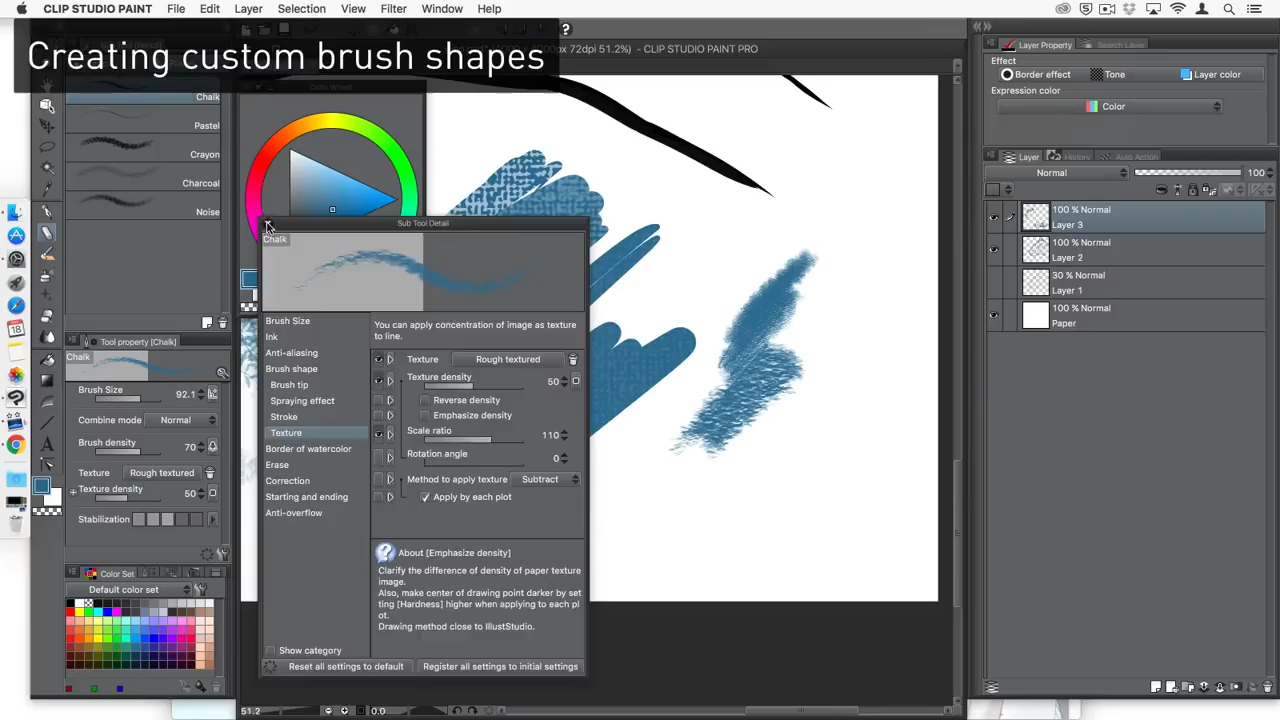 CLIP STUDIO PAINT File Edit Layer Selection View Filter Window Help
Creating custom brush shapes
72dpi 51.2%) - CLIP STUDIO PAINT PRO
Chalk
Pastel
Crayon
Charcoal
Noise
Tool property [Chalk]
Chalk
Brush Size 92.1
Combine mode Normal
Brush density 70
Texture Rough textured
Texture density 50
Stabilization
Color Set
Default color set
Sub Tool Detail
Chalk
Brush Size
Ink
Anti-aliasing
Brush shape
Brush tip
Spraying effect
Stroke
Texture
Border of watercolor
Erase
Correction
Starting and ending
Anti-overflow
Show category
You can apply concentration of image as texture
to line.
Texture Rough textured
Texture density 50
Reverse density
Emphasize density
Scale ratio 110
Rotation angle 0
Method to apply texture Subtract
Apply by each plot
About [Emphasize density]
Clarify the difference of density of paper texture
image.
Also, make center of drawing point darker by se
tting [Hardness] higher when applying to each pl
ot.
Drawing method close to IllustStudio.
Reset all settings to default Register all settings to initial settings
51.2 0.0
Layer Property Search Layer
Effect
Border effect Tone Layer color
Expression color
Color
Layer History Auto Action
Normal 100
100 % Normal
Layer 3
100 % Normal
Layer 2
30 % Normal
Layer 1
100 % Normal
Paper
18